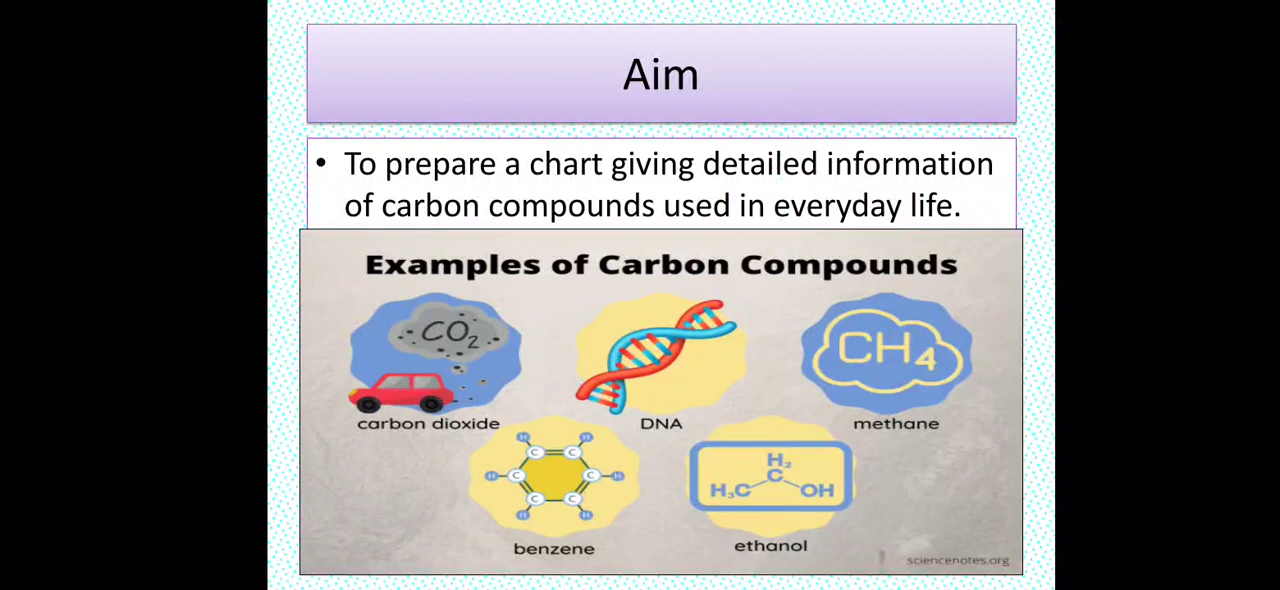 Aim
• To prepare a chart giving detailed information
of carbon compounds used in everyday life.
Examples of Carbon Compounds
CO₂
CH₄
carbon dioxide
DNA
methane
H H
C C
H C C H
C C
H H
H₂
C
H₃C OH
benzene
ethanol
sciencenotes.org